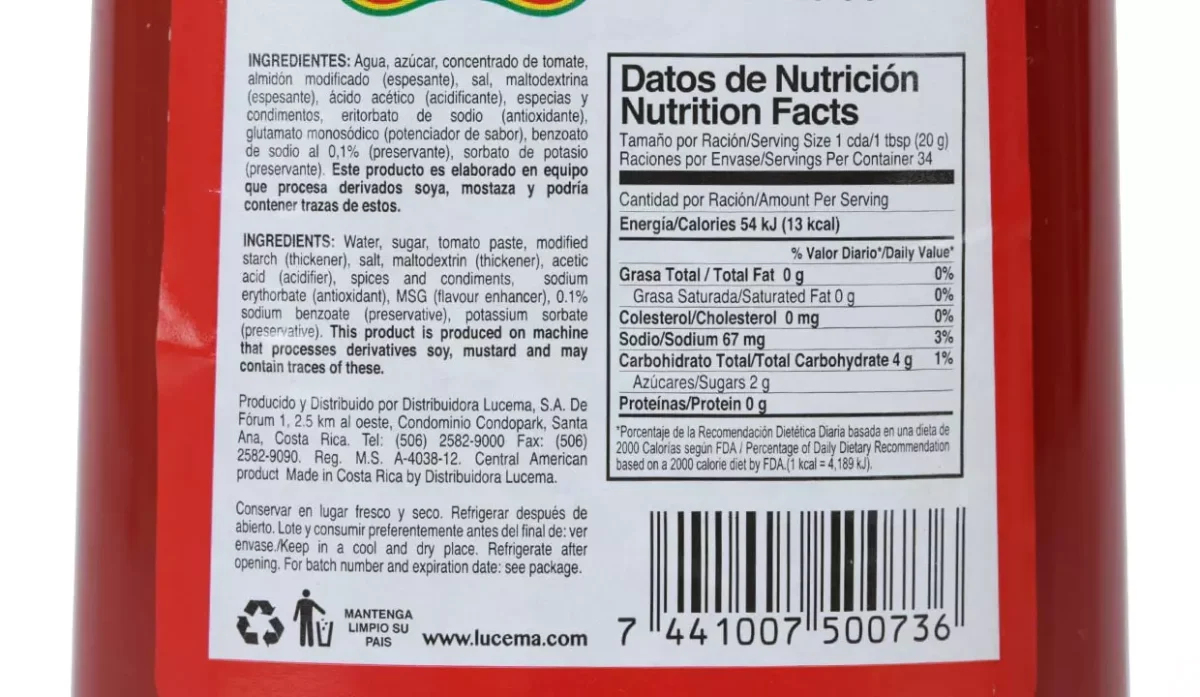 INGREDIENTES: Agua, azúcar, concentrado de tomate,
almidón modificado (espesante), sal, maltodextrina
(espesante), ácido acético (acidificante), especias y
condimentos, eritorbato de sodio (antioxidante),
glutamato monosódico (potenciador de sabor), benzoato
de sodio al 0,1% (preservante), sorbato de potasio
(preservante). Este producto es elaborado en equipo
que procesa derivados soya, mostaza y podría
contener trazas de estos.
INGREDIENTS: Water, sugar, tomato paste, modified
starch (thickener), salt, maltodextrin (thickener), acetic
acid (acidifier), spices and condiments, sodium
erythorbate (antioxidant), MSG (flavour enhancer), 0.1%
sodium benzoate (preservative), potassium sorbate
(preservative). This product is produced on machine
that processes derivatives soy, mustard and may
contain traces of these.
Producido y Distribuido por Distribuidora Lucema, S.A. De
Fórum 1, 2.5 km al oeste, Condominio Condopark, Santa
Ana, Costa Rica. Tel: (506) 2582-9000 Fax: (506)
2582-9090. Reg. M.S. A-4038-12. Central American
product Made in Costa Rica by Distribuidora Lucema.
Conservar en lugar fresco y seco. Refrigerar después de
abierto. Lote y consumir preferentemente antes del final de: ver
envase./Keep in a cool and dry place. Refrigerate after
opening. For batch number and expiration date: see package.
MANTENGA
LIMPIO SU
PAIS
www.lucema.com
Datos de Nutrición
Nutrition Facts
Tamaño por Ración/Serving Size 1 cda/1 tbsp (20 g)
Raciones por Envase/Servings Per Container 34
Cantidad por Ración/Amount Per Serving
Energía/Calories 54 kJ (13 kcal)
% Valor Diario*/Daily Value*
Grasa Total / Total Fat 0 g 0%
Grasa Saturada/Saturated Fat 0 g 0%
Colesterol/Cholesterol 0 mg 0%
Sodio/Sodium 67 mg 3%
Carbohidrato Total/Total Carbohydrate 4 g 1%
Azúcares/Sugars 2 g
Proteínas/Protein 0 g
*Porcentaje de la Recomendación Dietética Diaria basada en una dieta de
2000 Calorías según FDA / Percentage of Daily Dietary Recommendation
based on a 2000 calorie diet by FDA.(1 kcal = 4,189 kJ).
7 441007 500736